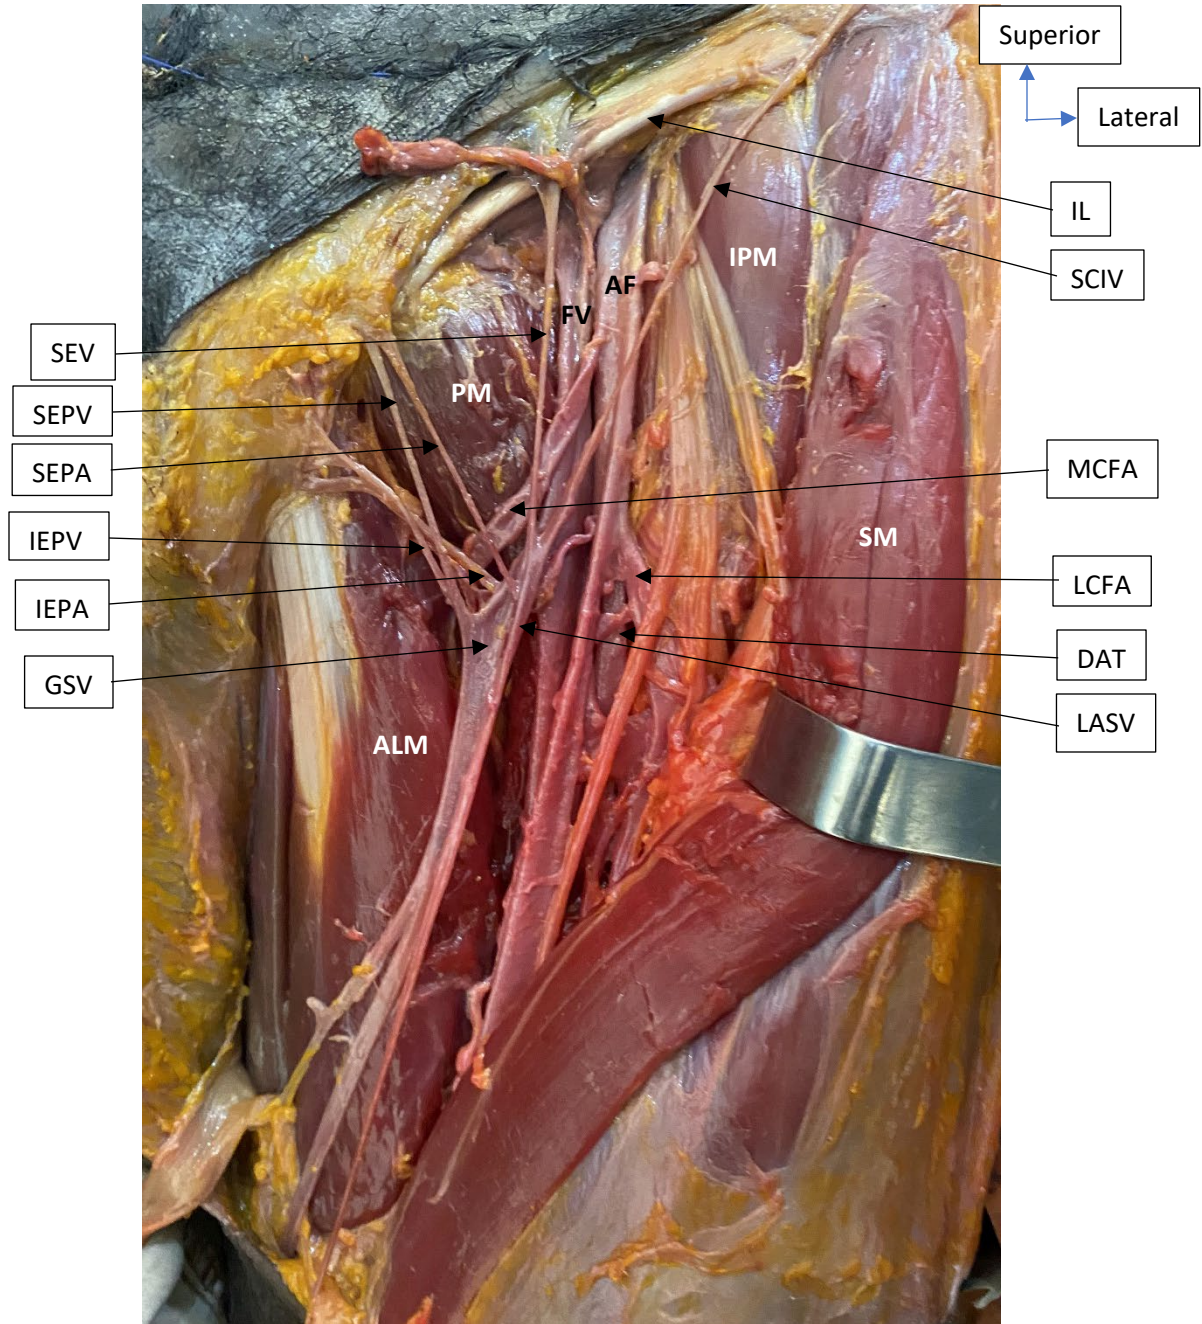 Superior
Lateral
IL
SCIV
IPM
AF
FV
SEV
SEPV
PM
SEPA
MCFA
IEPV
SM
IEPA
LCFA
GSV
DAT
LASV
ALM